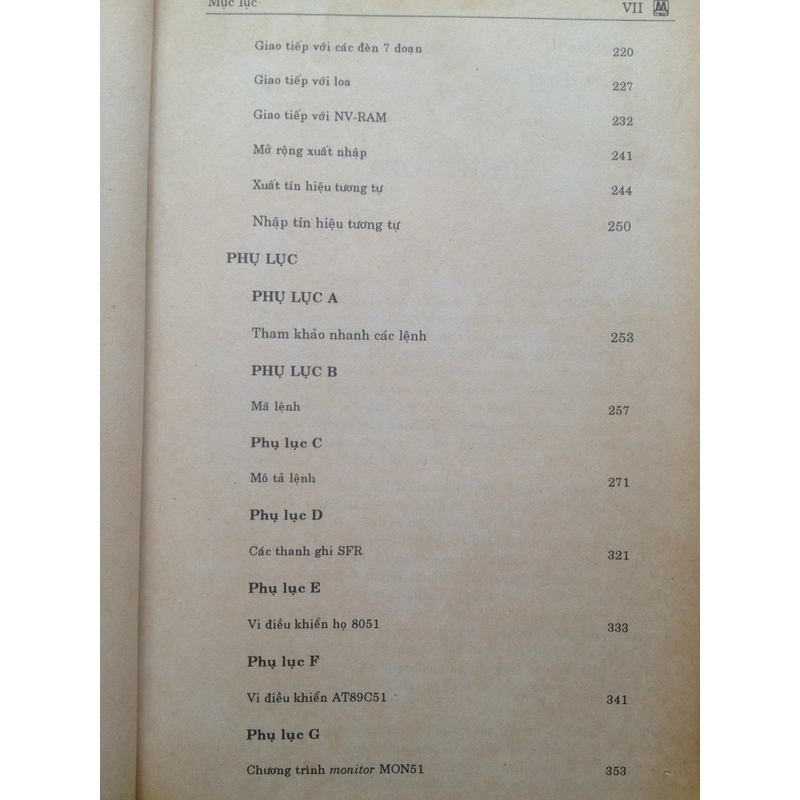 Mục lục VII
Giao tiếp với các đèn 7 đoạn 220
Giao tiếp với loa 227
Giao tiếp với NV-RAM 232
Mở rộng xuất nhập 241
Xuất tín hiệu tương tự 244
Nhập tín hiệu tương tự 250
PHỤ LỤC
PHỤ LỤC A
Tham khảo nhanh các lệnh 253
PHỤ LỤC B
Mã lệnh 257
Phụ lục C
Mô tả lệnh 271
Phụ lục D
Các thanh ghi SFR 321
Phụ lục E
Vi điều khiển họ 8051 333
Phụ lục F
Vi điều khiển AT89C51 341
Phụ lục G
Chương trình monitor MON51 353